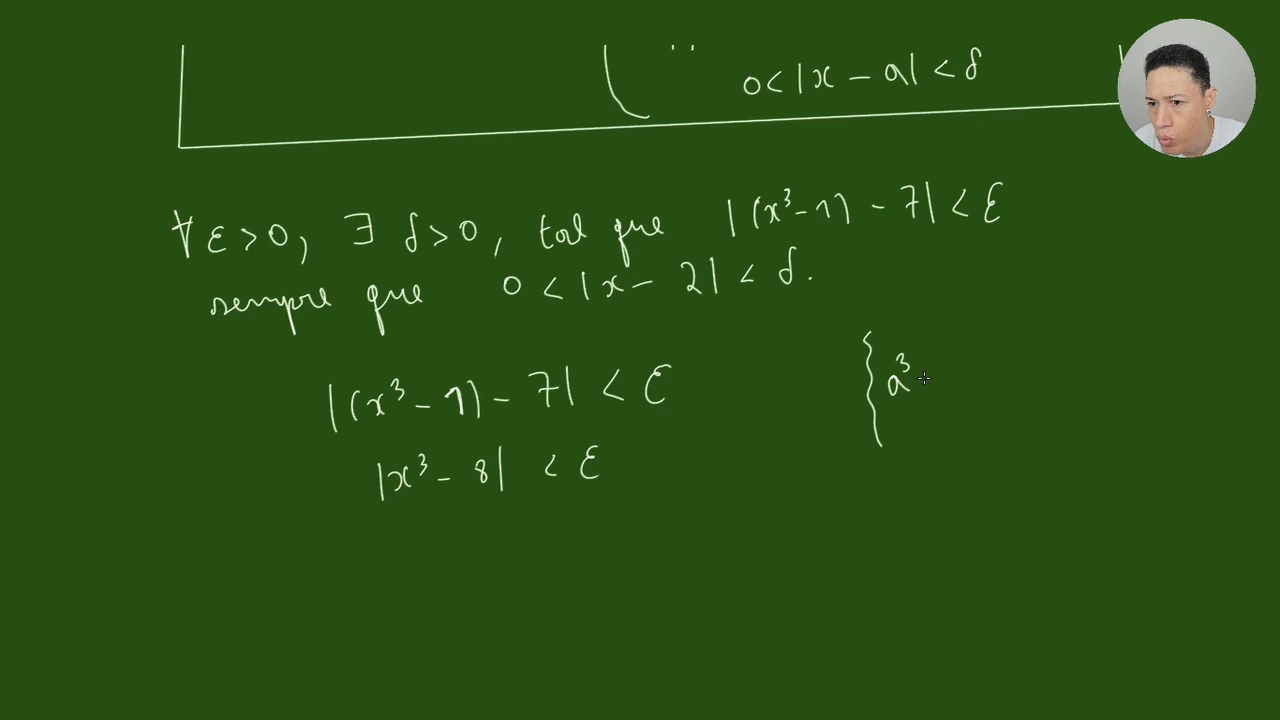 0 < |x - a| < δ
∀ ε > 0, ∃ δ > 0, tal que |(x³ - 1) - 7| < ε
sempre que 0 < |x - 2| < δ.
|(x³ - 1) - 7| < ε
{ a³
|x³ - 8| < ε